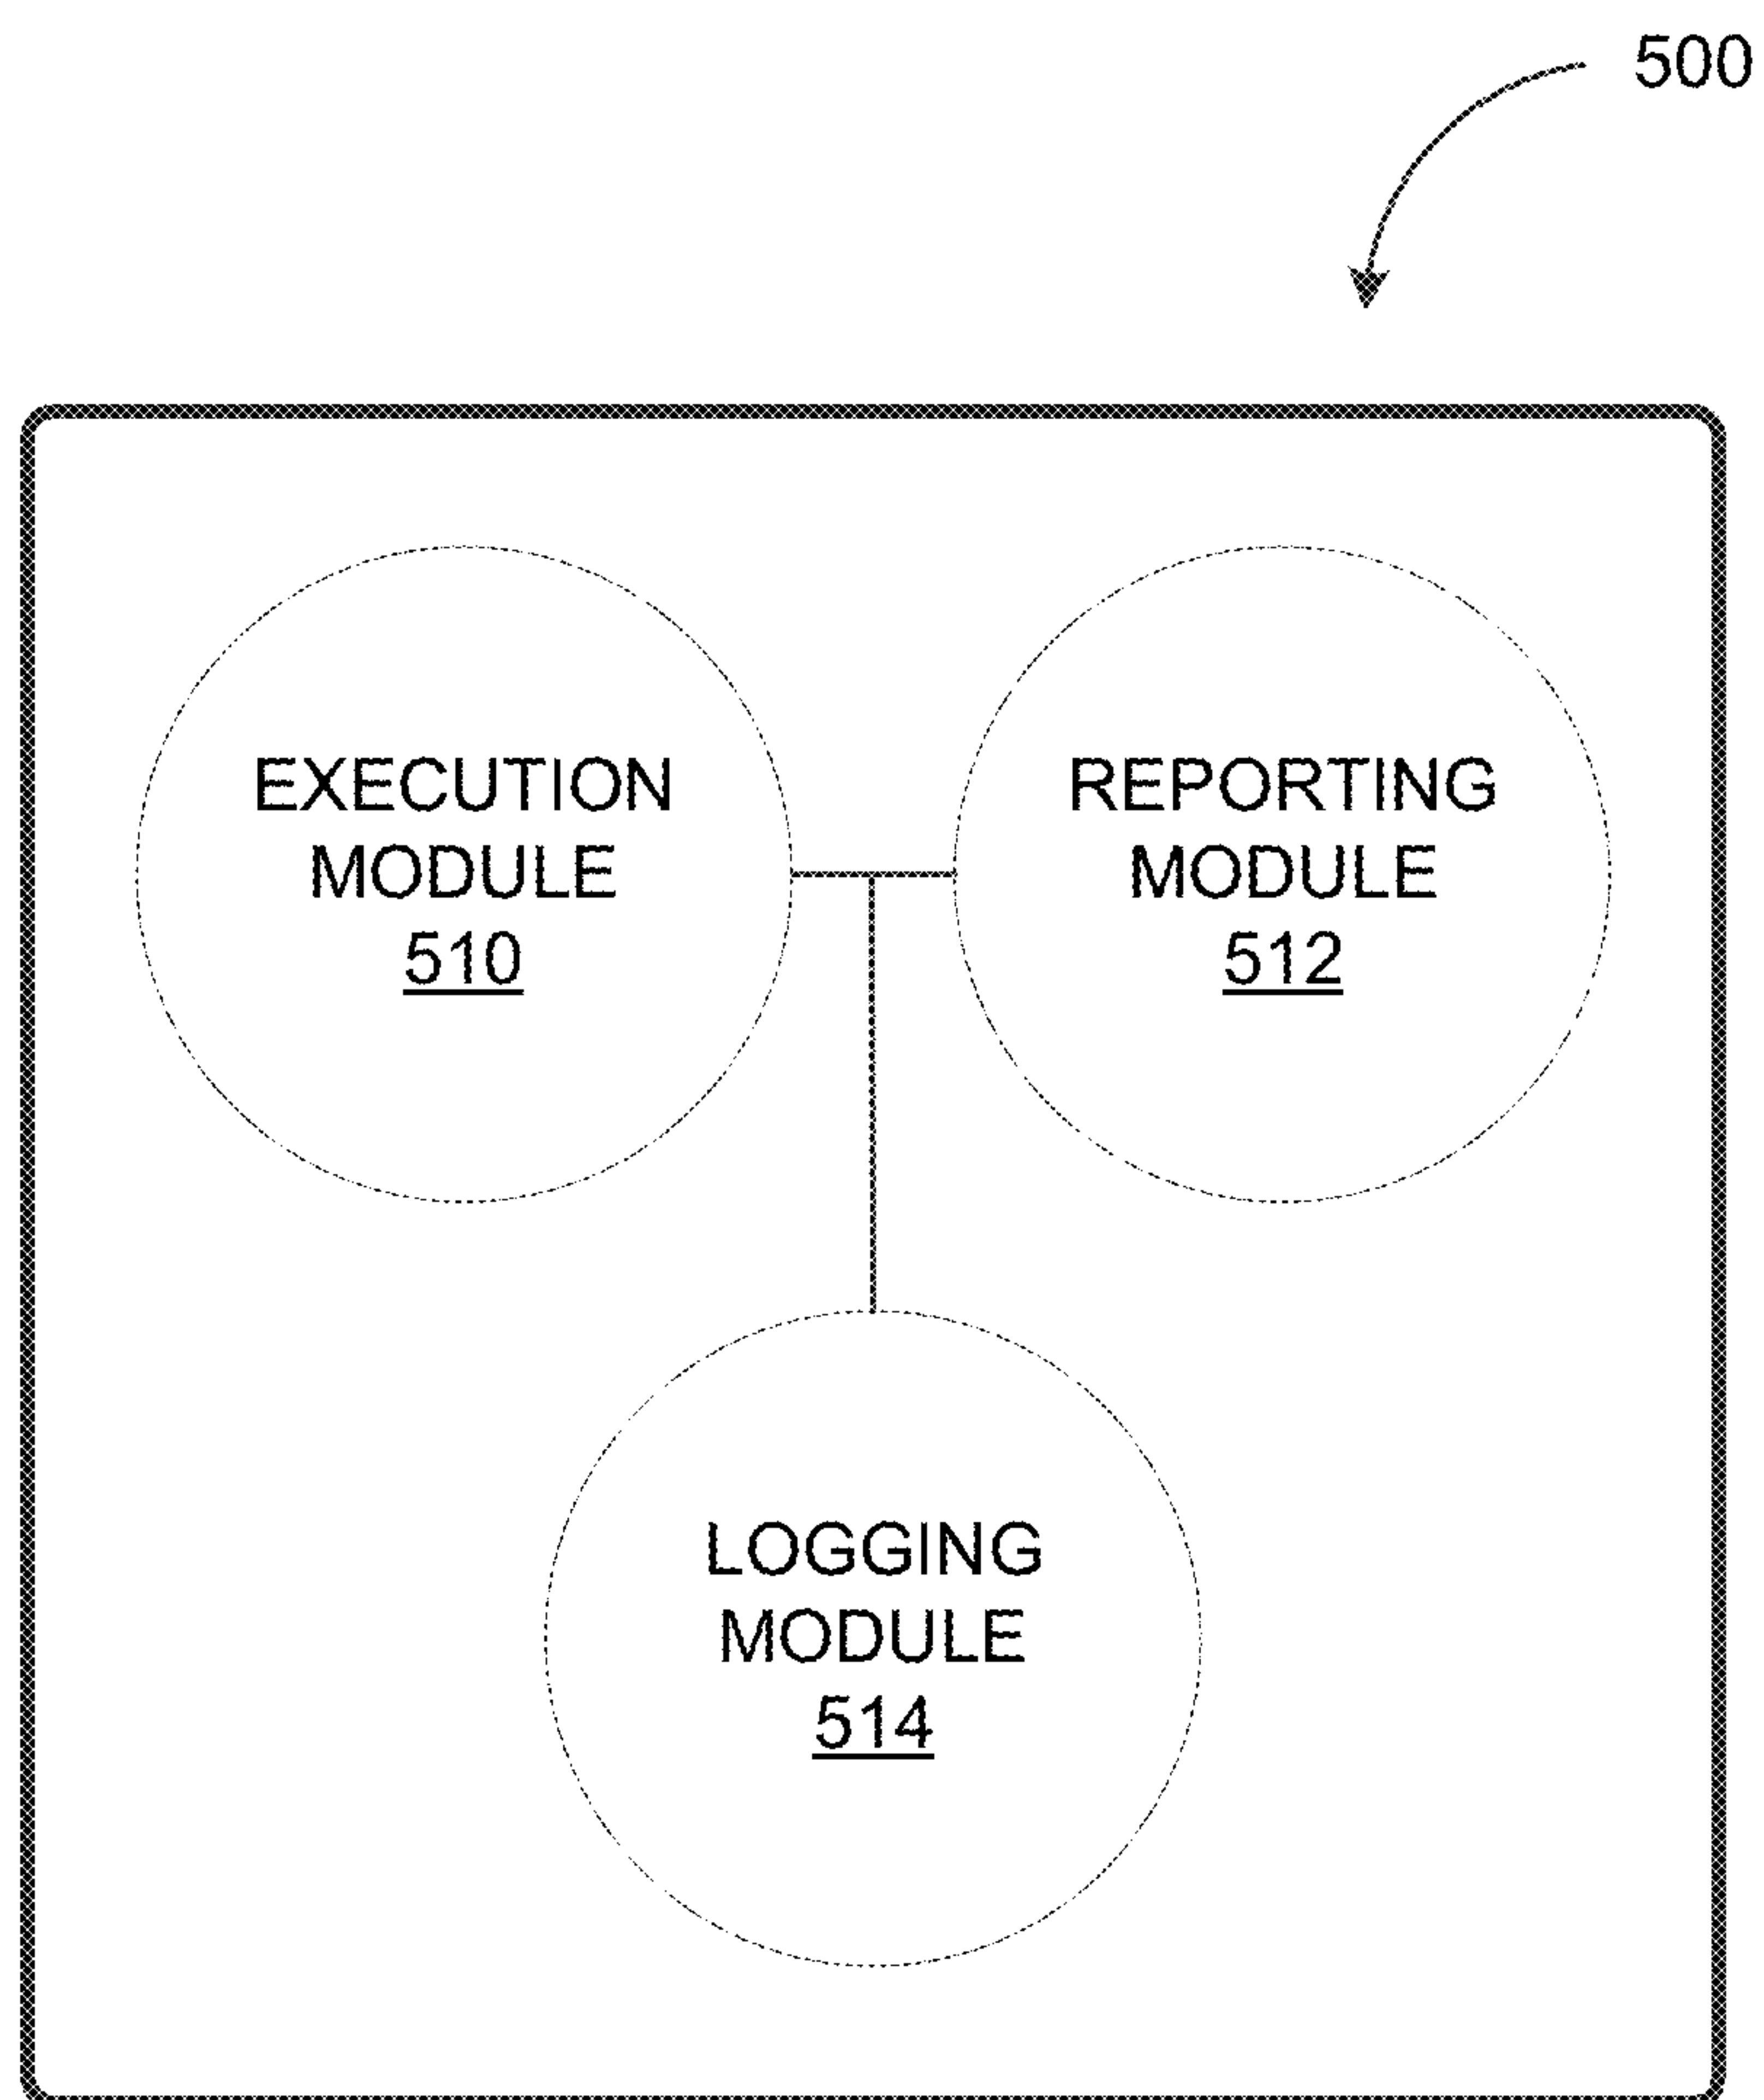 500
EXECUTION
MODULE
510
REPORTING
MODULE
512
LOGGING
MODULE
514